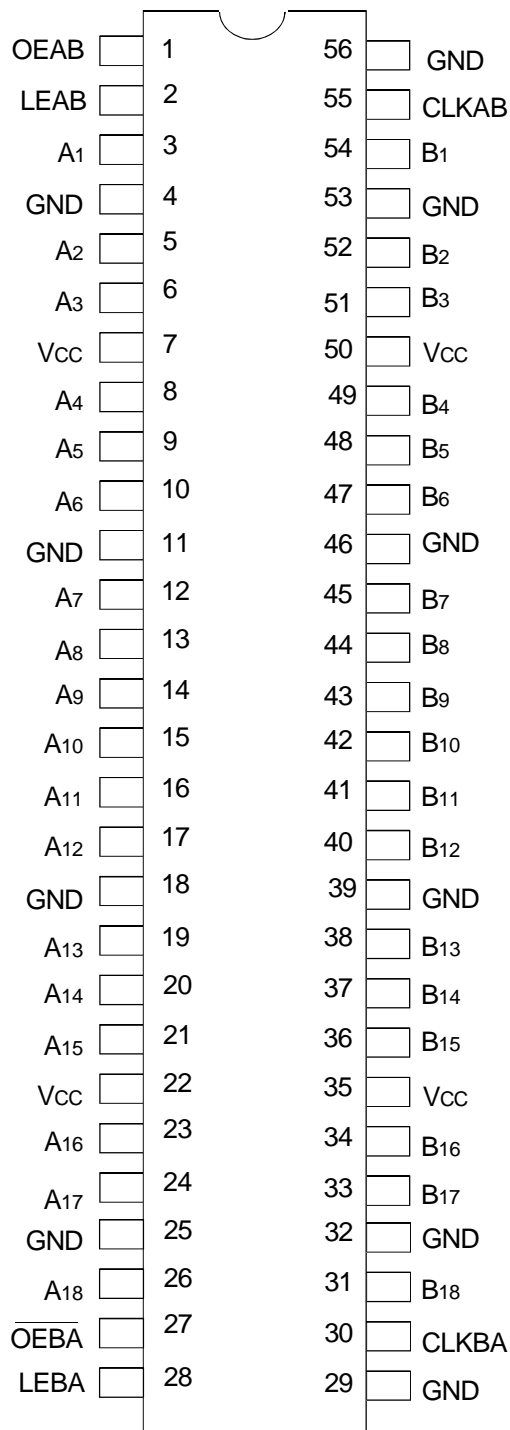 OEAB 1 56 GND
LEAB 2 55 CLKAB
A1 3 54 B1
GND 4 53 GND
A2 5 52 B2
A3 6 51 B3
VCC 7 50 VCC
A4 8 49 B4
A5 9 48 B5
A6 10 47 B6
GND 11 46 GND
A7 12 45 B7
A8 13 44 B8
A9 14 43 B9
A10 15 42 B10
A11 16 41 B11
A12 17 40 B12
GND 18 39 GND
A13 19 38 B13
A14 20 37 B14
A15 21 36 B15
VCC 22 35 VCC
A16 23 34 B16
A17 24 33 B17
GND 25 32 GND
A18 26 31 B18
O̅E̅B̅A̅ 27 30 CLKBA
LEBA 28 29 GND